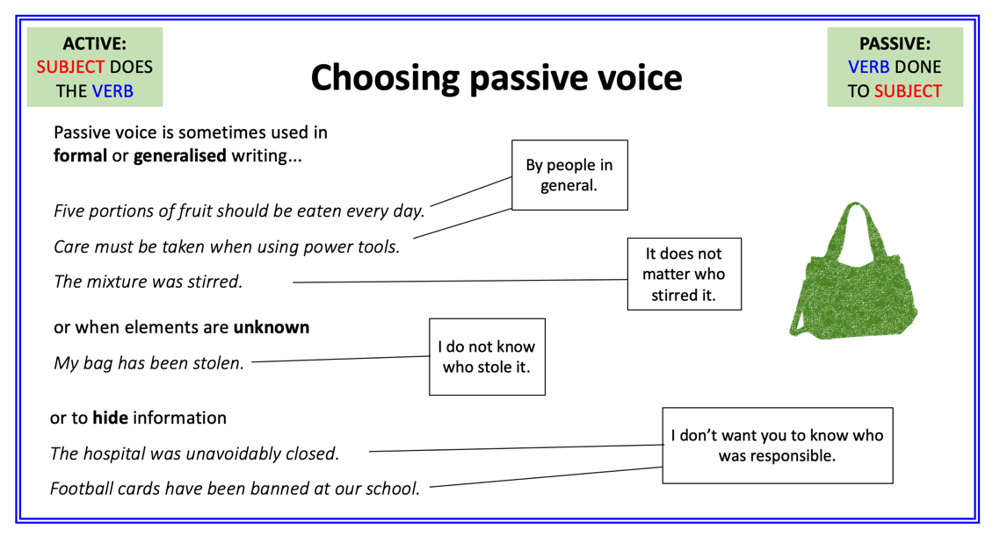 ACTIVE:
SUBJECT DOES
THE VERB
Choosing passive voice
PASSIVE:
VERB DONE
TO SUBJECT
Passive voice is sometimes used in
formal or generalised writing...
By people in
general.
Five portions of fruit should be eaten every day.
Care must be taken when using power tools.
The mixture was stirred.
It does not
matter who
stirred it.
or when elements are unknown
My bag has been stolen.
I do not know
who stole it.
or to hide information
The hospital was unavoidably closed.
Football cards have been banned at our school.
I don’t want you to know who
was responsible.